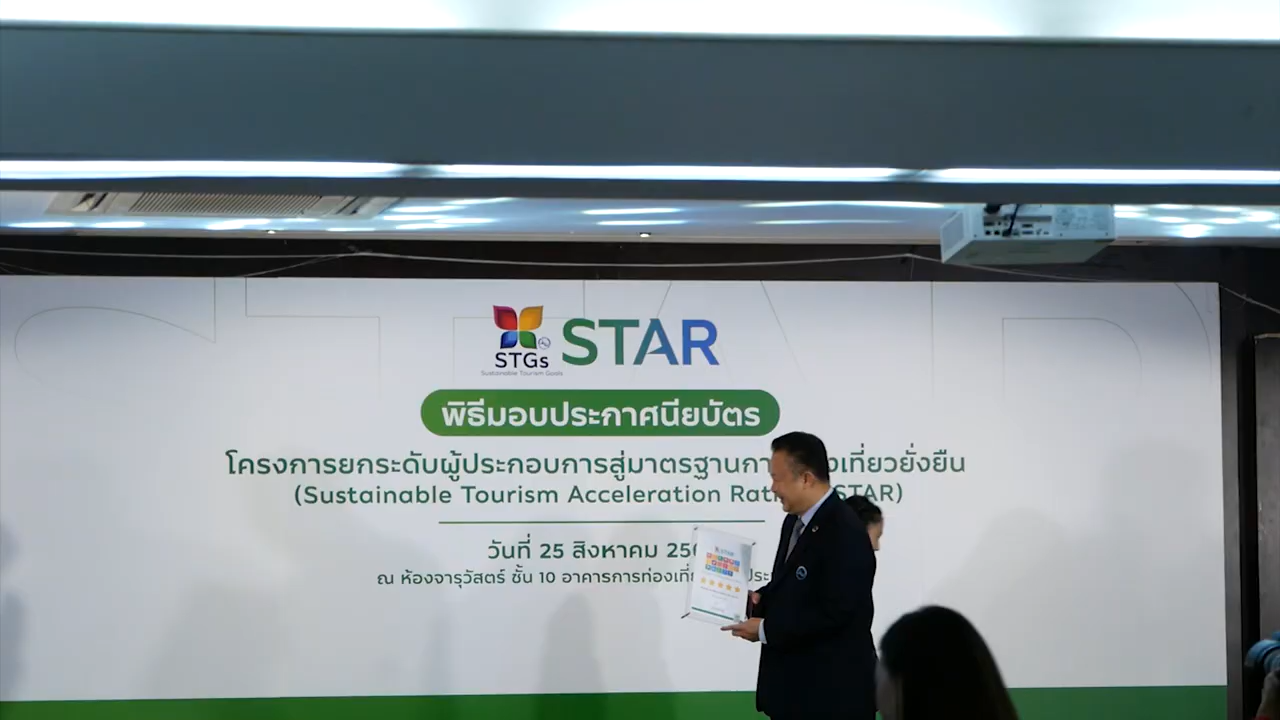 STGs
Sustainable Tourism Goals
STAR
พิธีมอบประกาศนียบัตร
โครงการยกระดับผู้ประกอบการสู่มาตรฐานกา งเที่ยวยั่งยืน
(Sustainable Tourism Acceleration Rat STAR)
วันที่ 25 สิงหาคม 256
ณ ห้องจารุวัสตร์ ชั้น 10 อาคารการท่องเที่ ประ
STAR